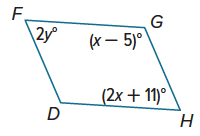 F
G
2y°
(x – 5)°
(2x + 11)°
D
H